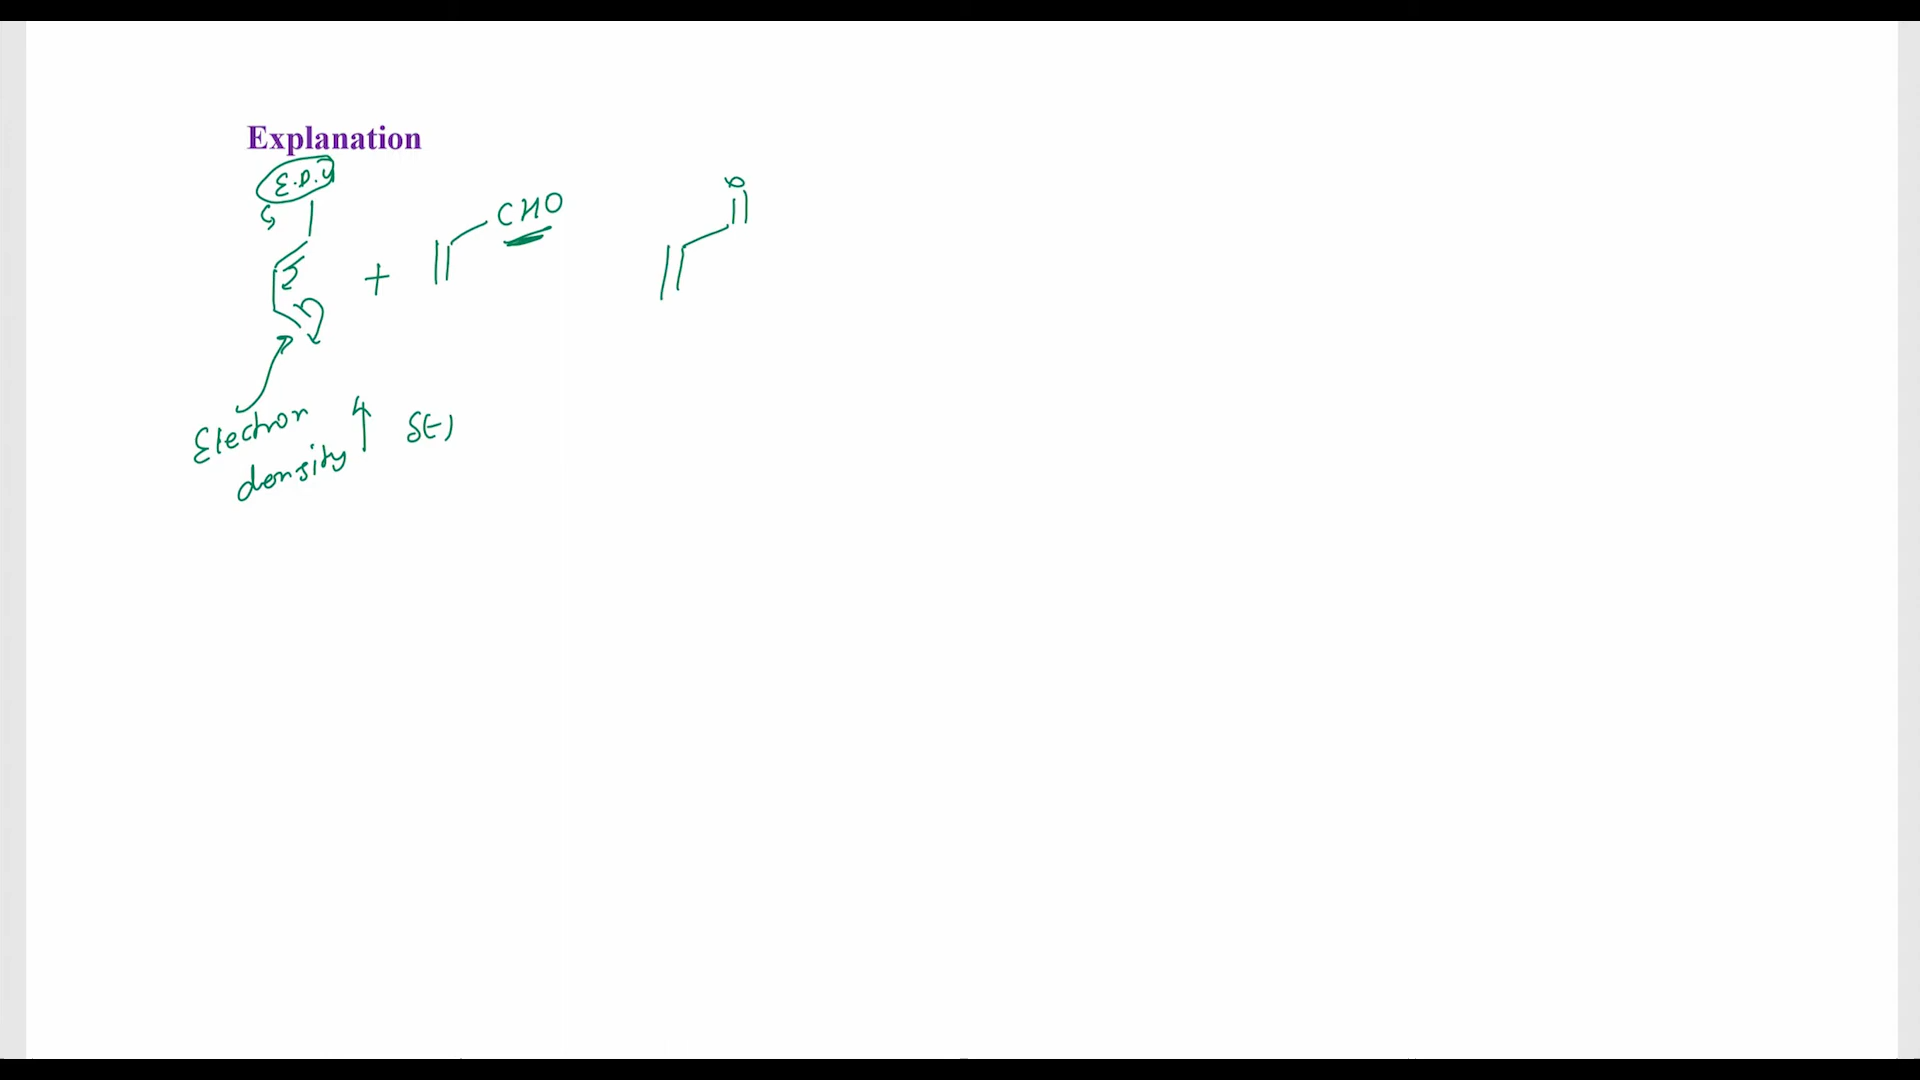 Explanation
E.D.G
CHO
+
O
Electron
density ↑ δ(-)